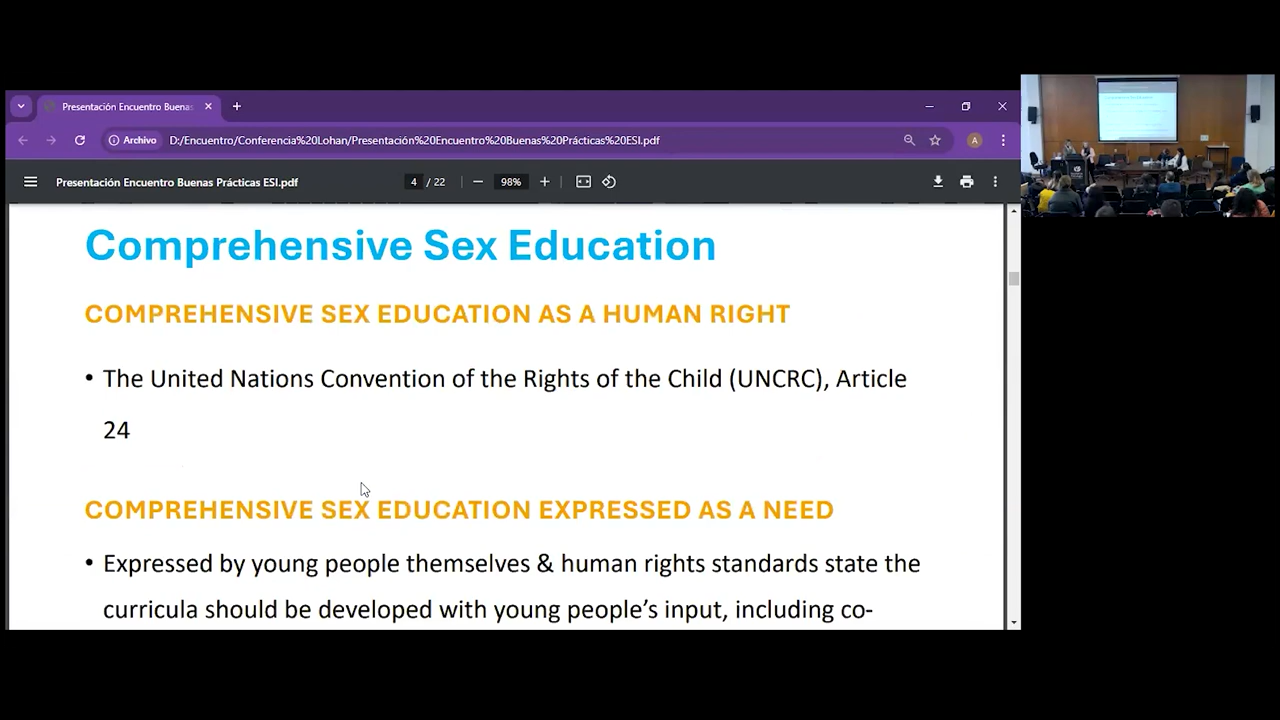 Presentación Encuentro Buenas
Archivo
D:/Encuentro/Conferencia%20Lohan/Presentación%20Encuentro%20Buenas%20Prácticas%20ESI.pdf
A
Presentación Encuentro Buenas Prácticas ESI.pdf
4 / 22
98%
Comprehensive Sex Education
COMPREHENSIVE SEX EDUCATION AS A HUMAN RIGHT
• The United Nations Convention of the Rights of the Child (UNCRC), Article
24
COMPREHENSIVE SEX EDUCATION EXPRESSED AS A NEED
• Expressed by young people themselves & human rights standards state the
curricula should be developed with young people’s input, including co-